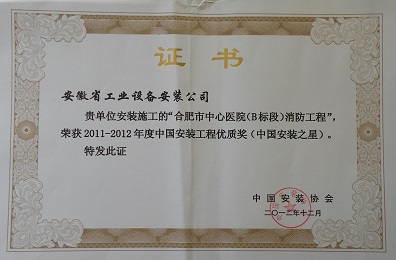 证书
安徽省工业设备安装公司
贵单位安装施工的“合肥市中心医院（B标段）消防工程”，
荣获2011-2012年度中国安装工程优质奖（中国安装之星）。
特发此证
中国安装协会
二〇一二年十二月